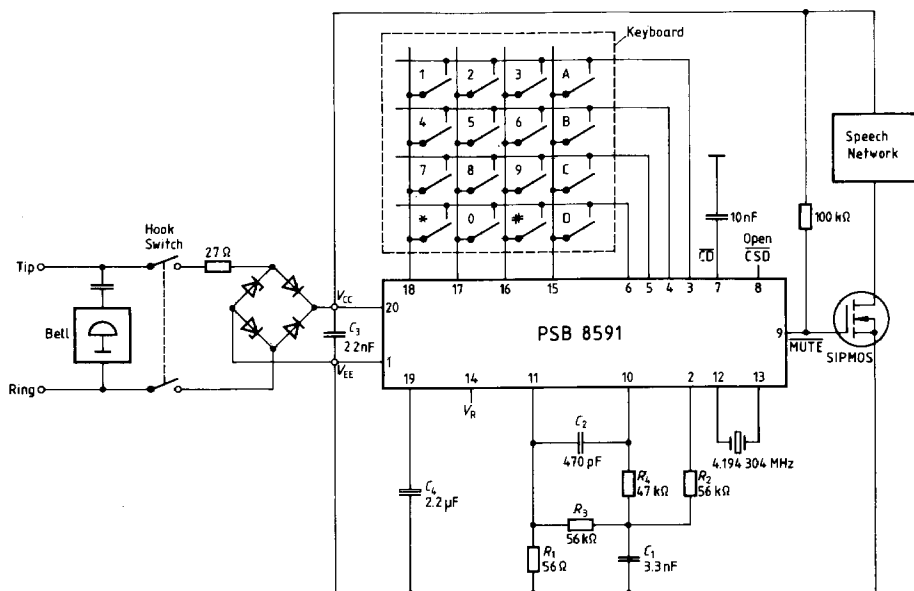 Keyboard
1 2 3 A
4 5 6 B
7 8 9 C
* 0 # D
Speech
Network
10 nF
100 kΩ
Hook
Switch
27 Ω
Tip
Bell
Ring
VCC
C3
2.2nF
VEE
CD
Open
CSD
18 17 16 15 6 5 4 3 7 8
20
PSB 8591
9
MUTE
SIPMOS
1
19 14 11 10 2 12 13
VR
C2
470 pF
4.194 304 MHz
C4
2.2 µF
R4
47 kΩ
R2
56 kΩ
R3
56 kΩ
R1
56 Ω
C1
3.3 nF